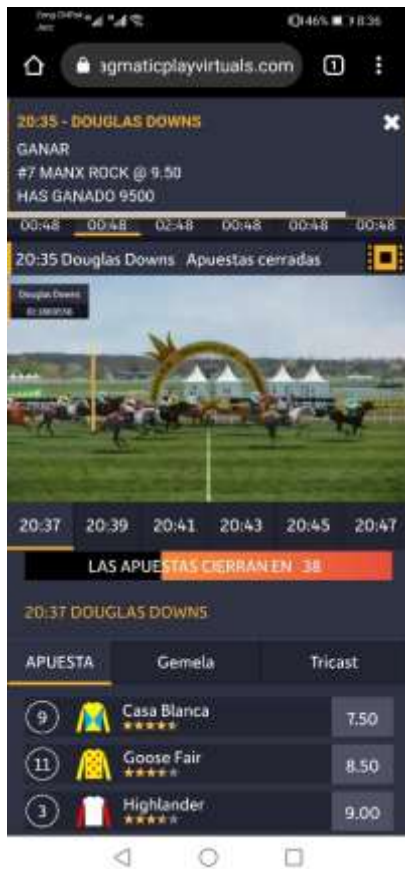 46% 8:36
agmaticplayvirtuals.com 1
20:35 - DOUGLAS DOWNS
GANAR
#7 MANX ROCK @ 9.50
HAS GANADO 9500
00:48 00:48 02:48 00:48 00:48 00:48
20:35 Douglas Downs Apuestas cerradas
Douglas Downs
20:37 20:39 20:41 20:43 20:45 20:47
LAS APUESTAS CIERRAN EN 38
20:37 DOUGLAS DOWNS
APUESTA Gemela Tricast
9 Casa Blanca 7.50
11 Goose Fair 8.50
3 Highlander 9.00